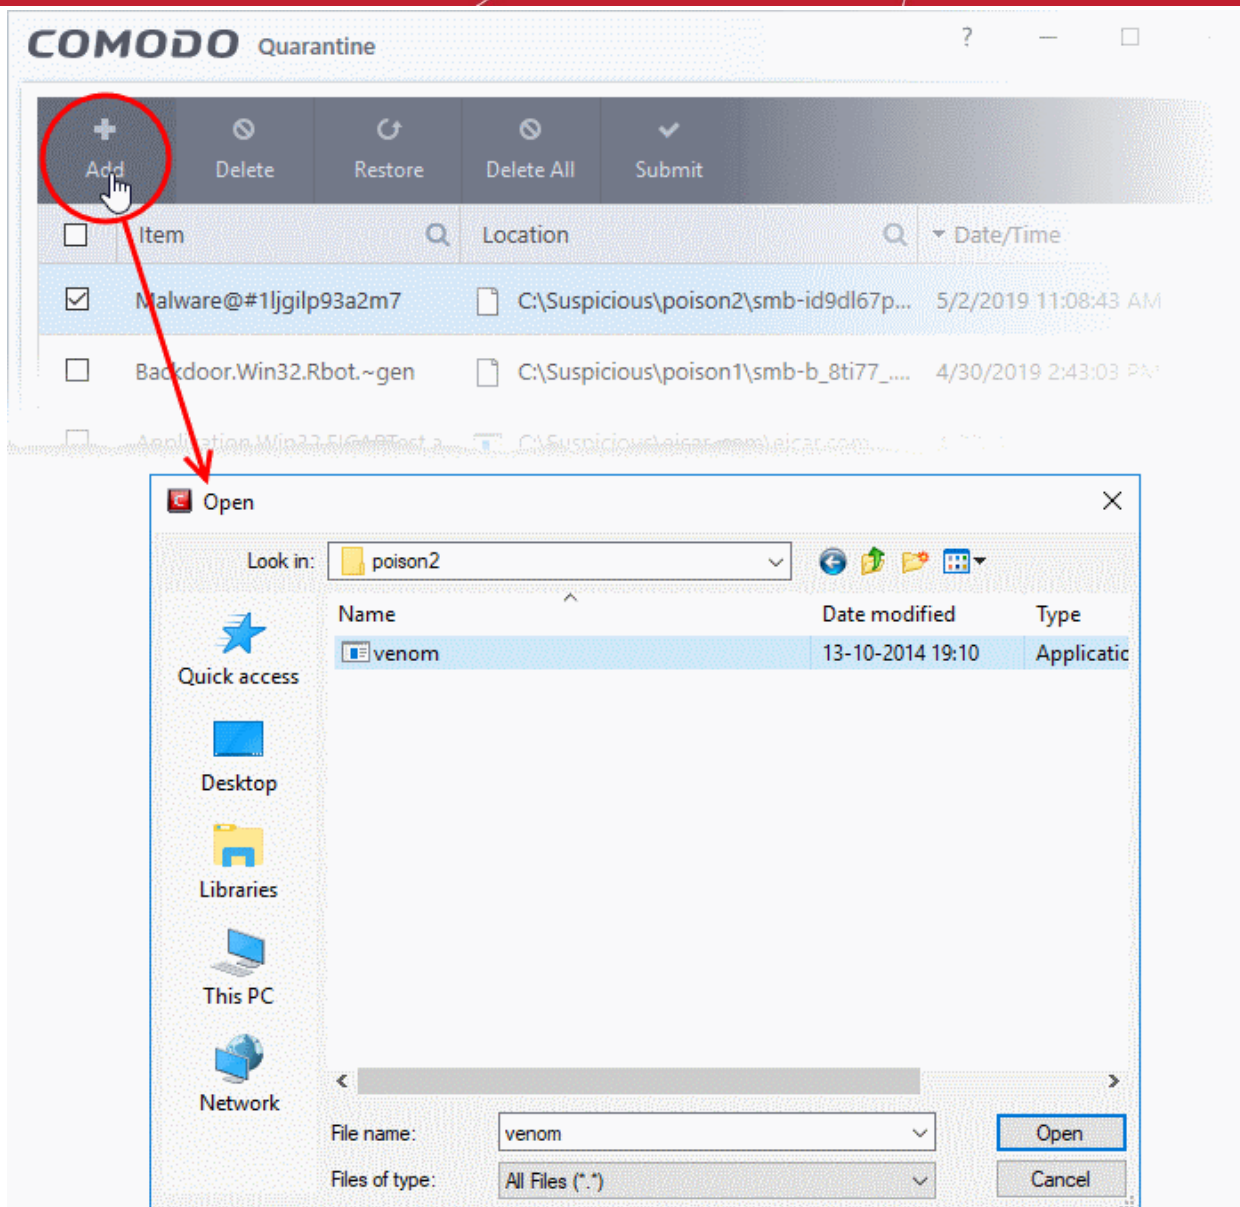 COMODO Quarantine ?
Add Delete Restore Delete All Submit
Item Location Date/Time
Malware@#1ljgilp93a2m7 C:\Suspicious\poison2\smb-id9dl67p... 5/2/2019 11:08:43 AM
Backdoor.Win32.Rbot.~gen C:\Suspicious\poison1\smb-b_8ti77_.... 4/30/2019 2:43:03 PM
Open
Look in: poison2
Name Date modified Type
venom 13-10-2014 19:10 Applicatic
Quick access
Desktop
Libraries
This PC
Network
File name: venom Open
Files of type: All Files (*.*) Cancel